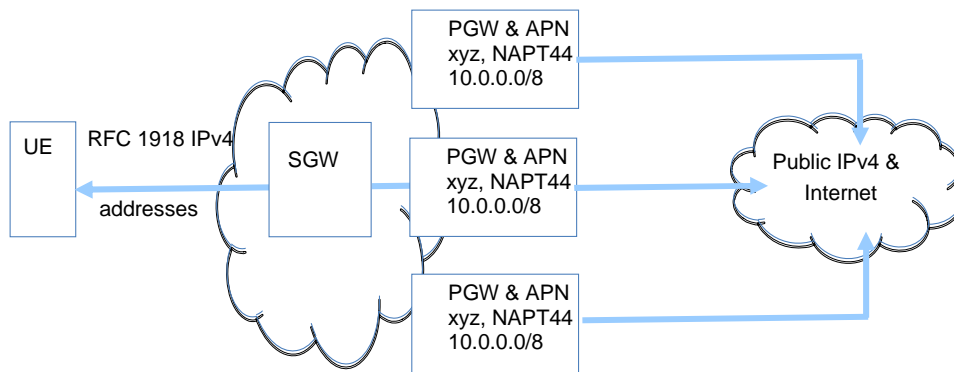 PGW & APN
xyz, NAPT44
10.0.0.0/8
UE
RFC 1918 IPv4
addresses
SGW
PGW & APN
xyz, NAPT44
10.0.0.0/8
Public IPv4 &
Internet
PGW & APN
xyz, NAPT44
10.0.0.0/8